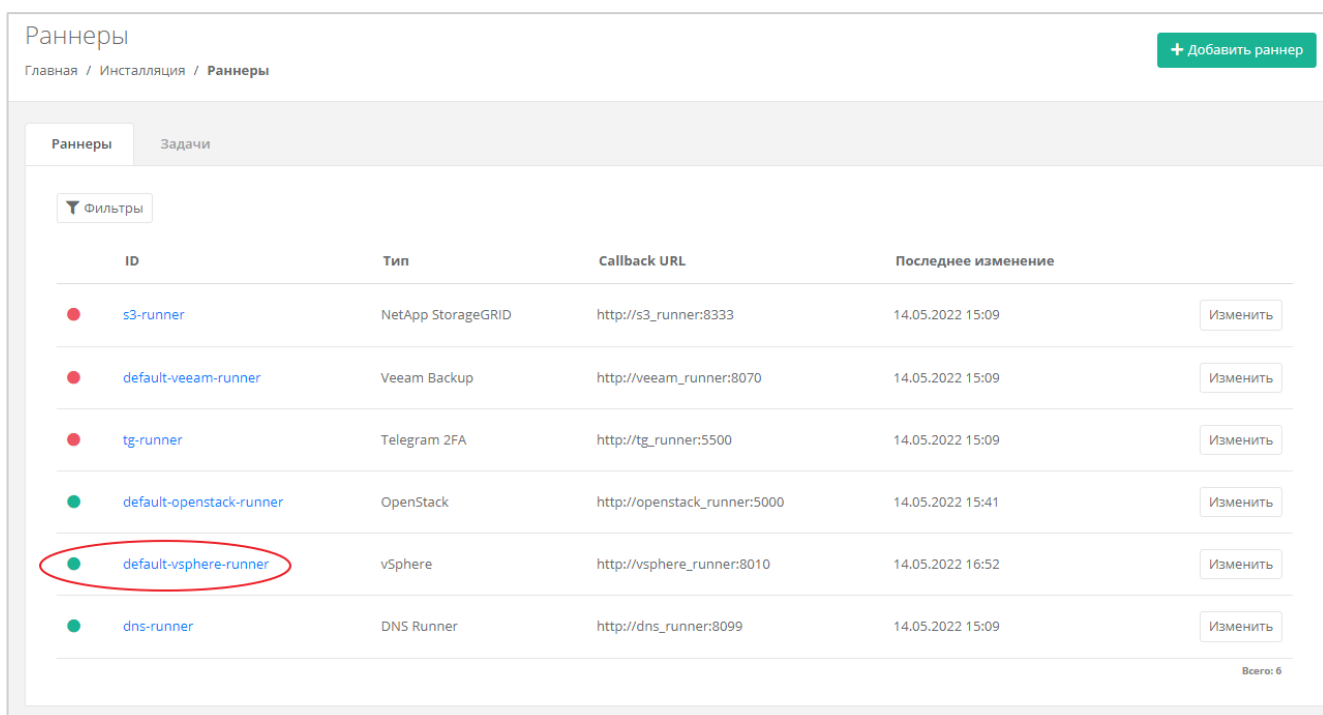 Раннеры
+ Добавить раннер
Главная / Инсталляция / Раннеры
Раннеры Задачи
Фильтры
ID Тип Callback URL Последнее изменение
s3-runner NetApp StorageGRID http://s3_runner:8333 14.05.2022 15:09 Изменить
default-veeam-runner Veeam Backup http://veeam_runner:8070 14.05.2022 15:09 Изменить
tg-runner Telegram 2FA http://tg_runner:5500 14.05.2022 15:09 Изменить
default-openstack-runner OpenStack http://openstack_runner:5000 14.05.2022 15:41 Изменить
default-vsphere-runner vSphere http://vsphere_runner:8010 14.05.2022 16:52 Изменить
dns-runner DNS Runner http://dns_runner:8099 14.05.2022 15:09 Изменить
Всего: 6